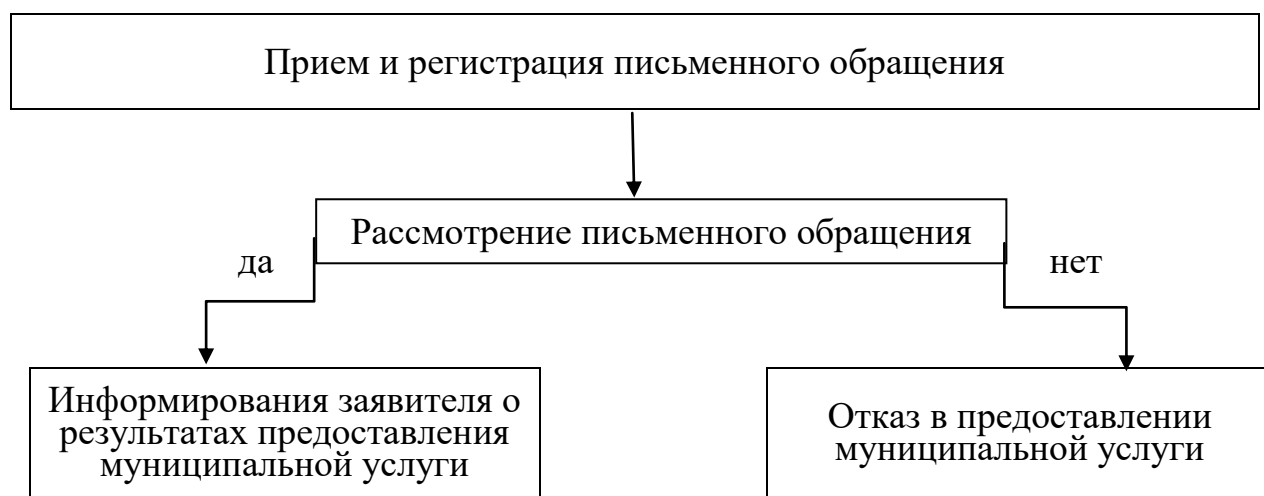 Прием и регистрация письменного обращения
Рассмотрение письменного обращения
да
нет
Информирования заявителя о
результатах предоставления
муниципальной услуги
Отказ в предоставлении
муниципальной услуги